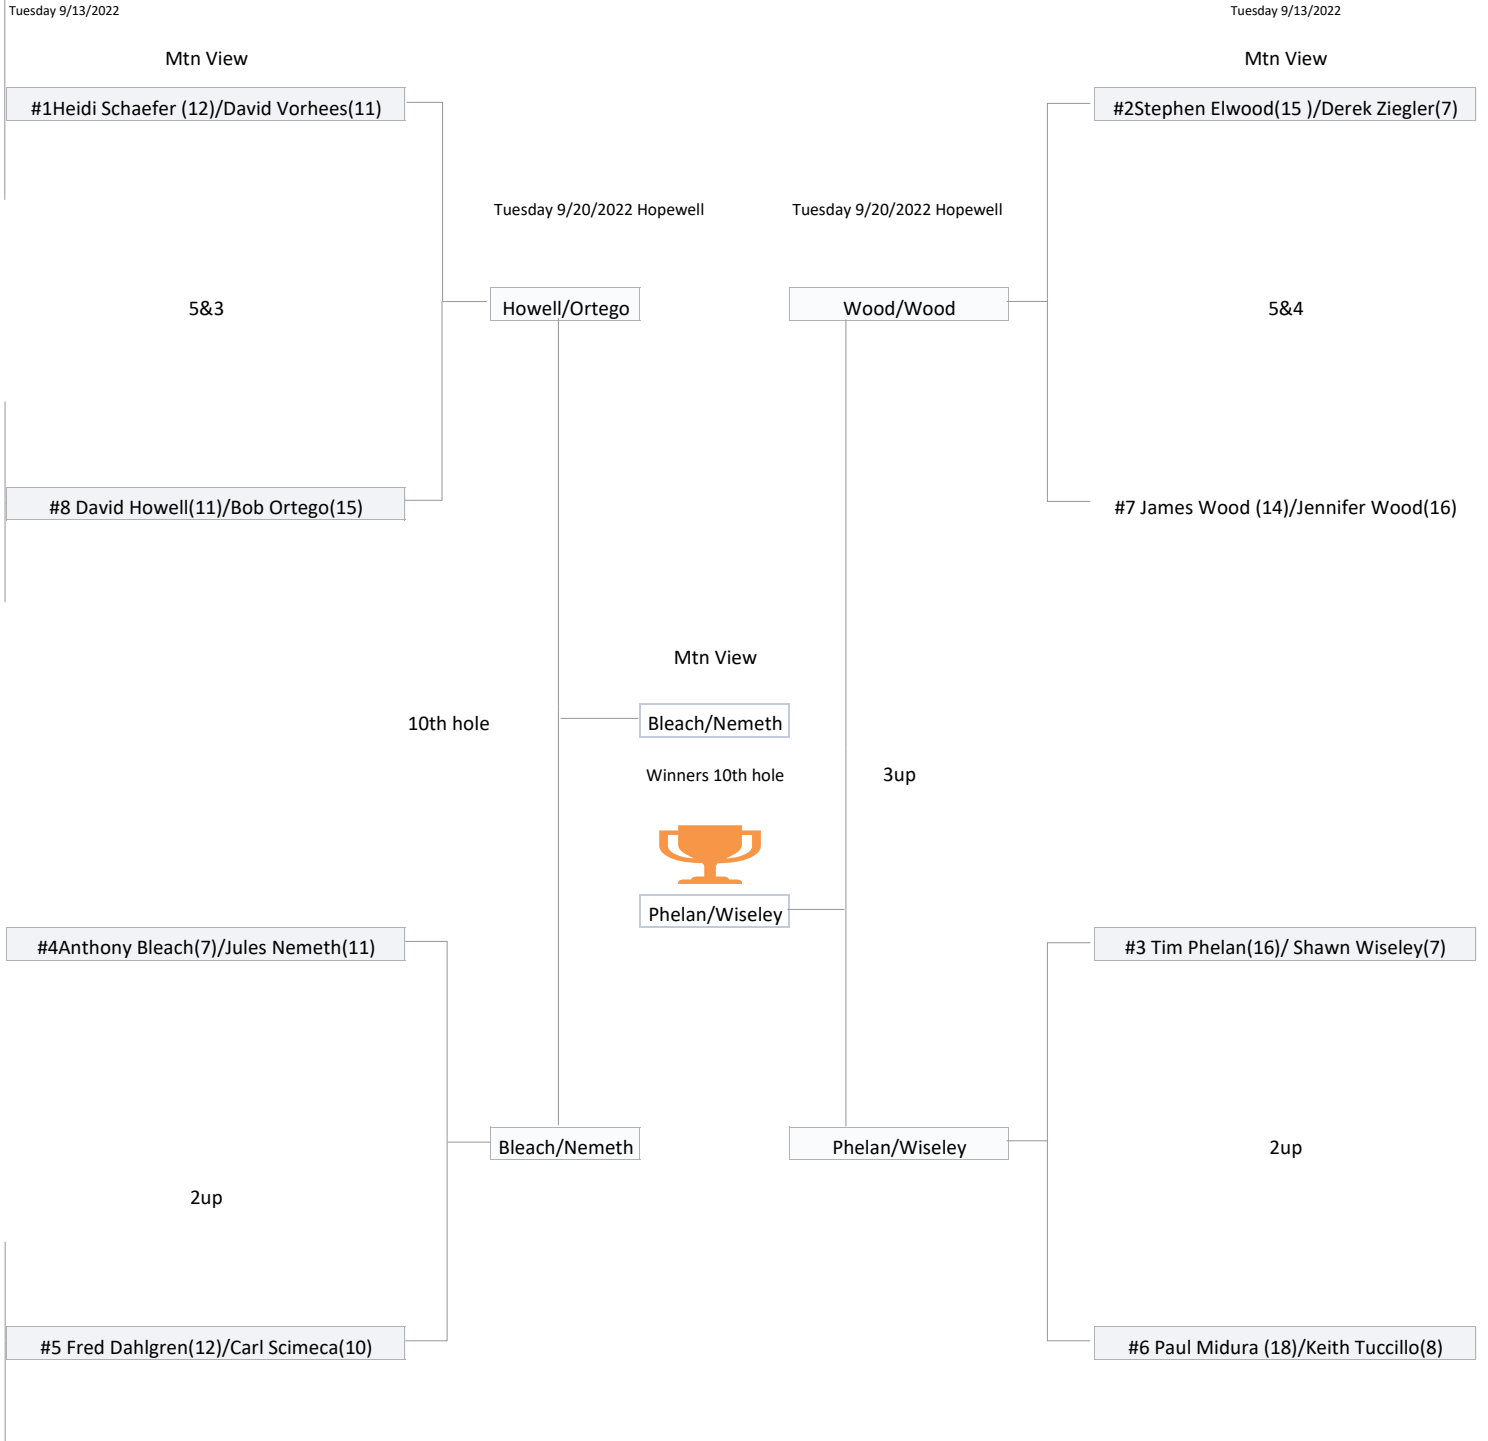 Tuesday 9/13/2022
Tuesday 9/13/2022
Mtn View
Mtn View
#1Heidi Schaefer (12)/David Vorhees(11)
#2Stephen Elwood(15 )/Derek Ziegler(7)
Tuesday 9/20/2022 Hopewell
Tuesday 9/20/2022 Hopewell
5&3
Howell/Ortego
Wood/Wood
5&4
#8 David Howell(11)/Bob Ortego(15)
#7 James Wood (14)/Jennifer Wood(16)
Mtn View
10th hole
Bleach/Nemeth
Winners 10th hole
3up
Phelan/Wiseley
#4Anthony Bleach(7)/Jules Nemeth(11)
#3 Tim Phelan(16)/ Shawn Wiseley(7)
Bleach/Nemeth
Phelan/Wiseley
2up
2up
#5 Fred Dahlgren(12)/Carl Scimeca(10)
#6 Paul Midura (18)/Keith Tuccillo(8)